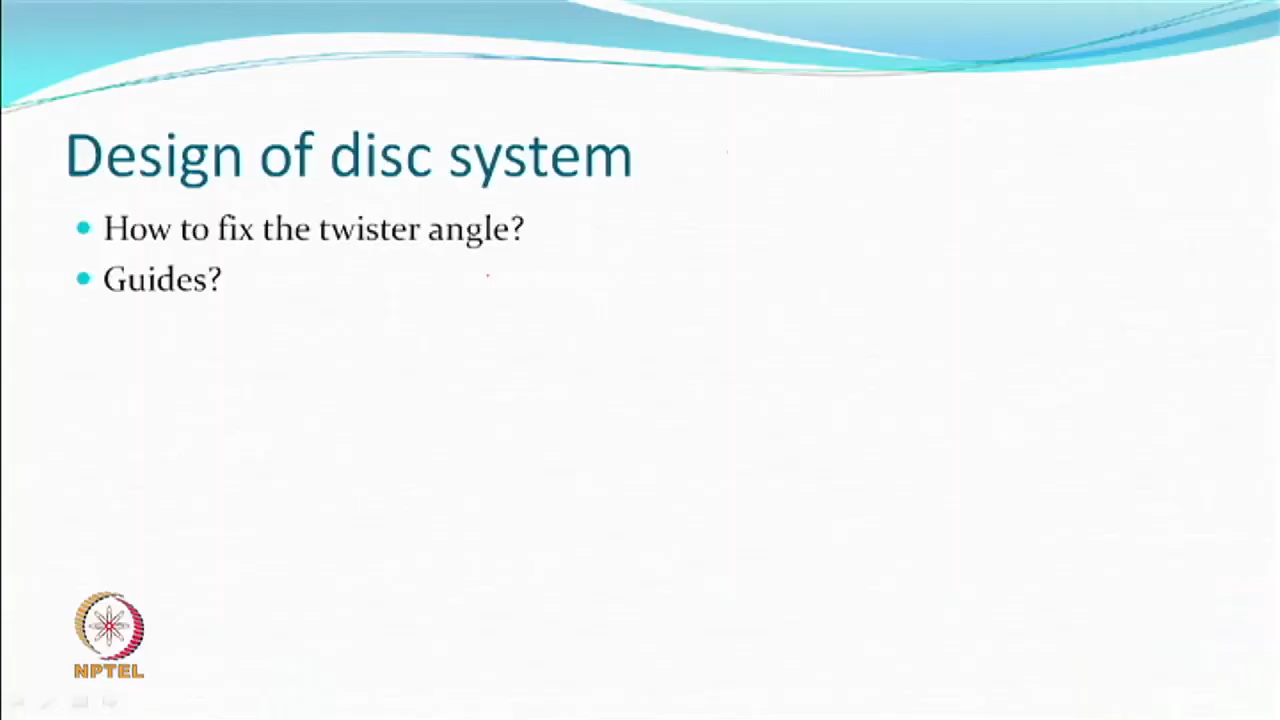 Design of disc system
How to fix the twister angle?
Guides?
NPTEL